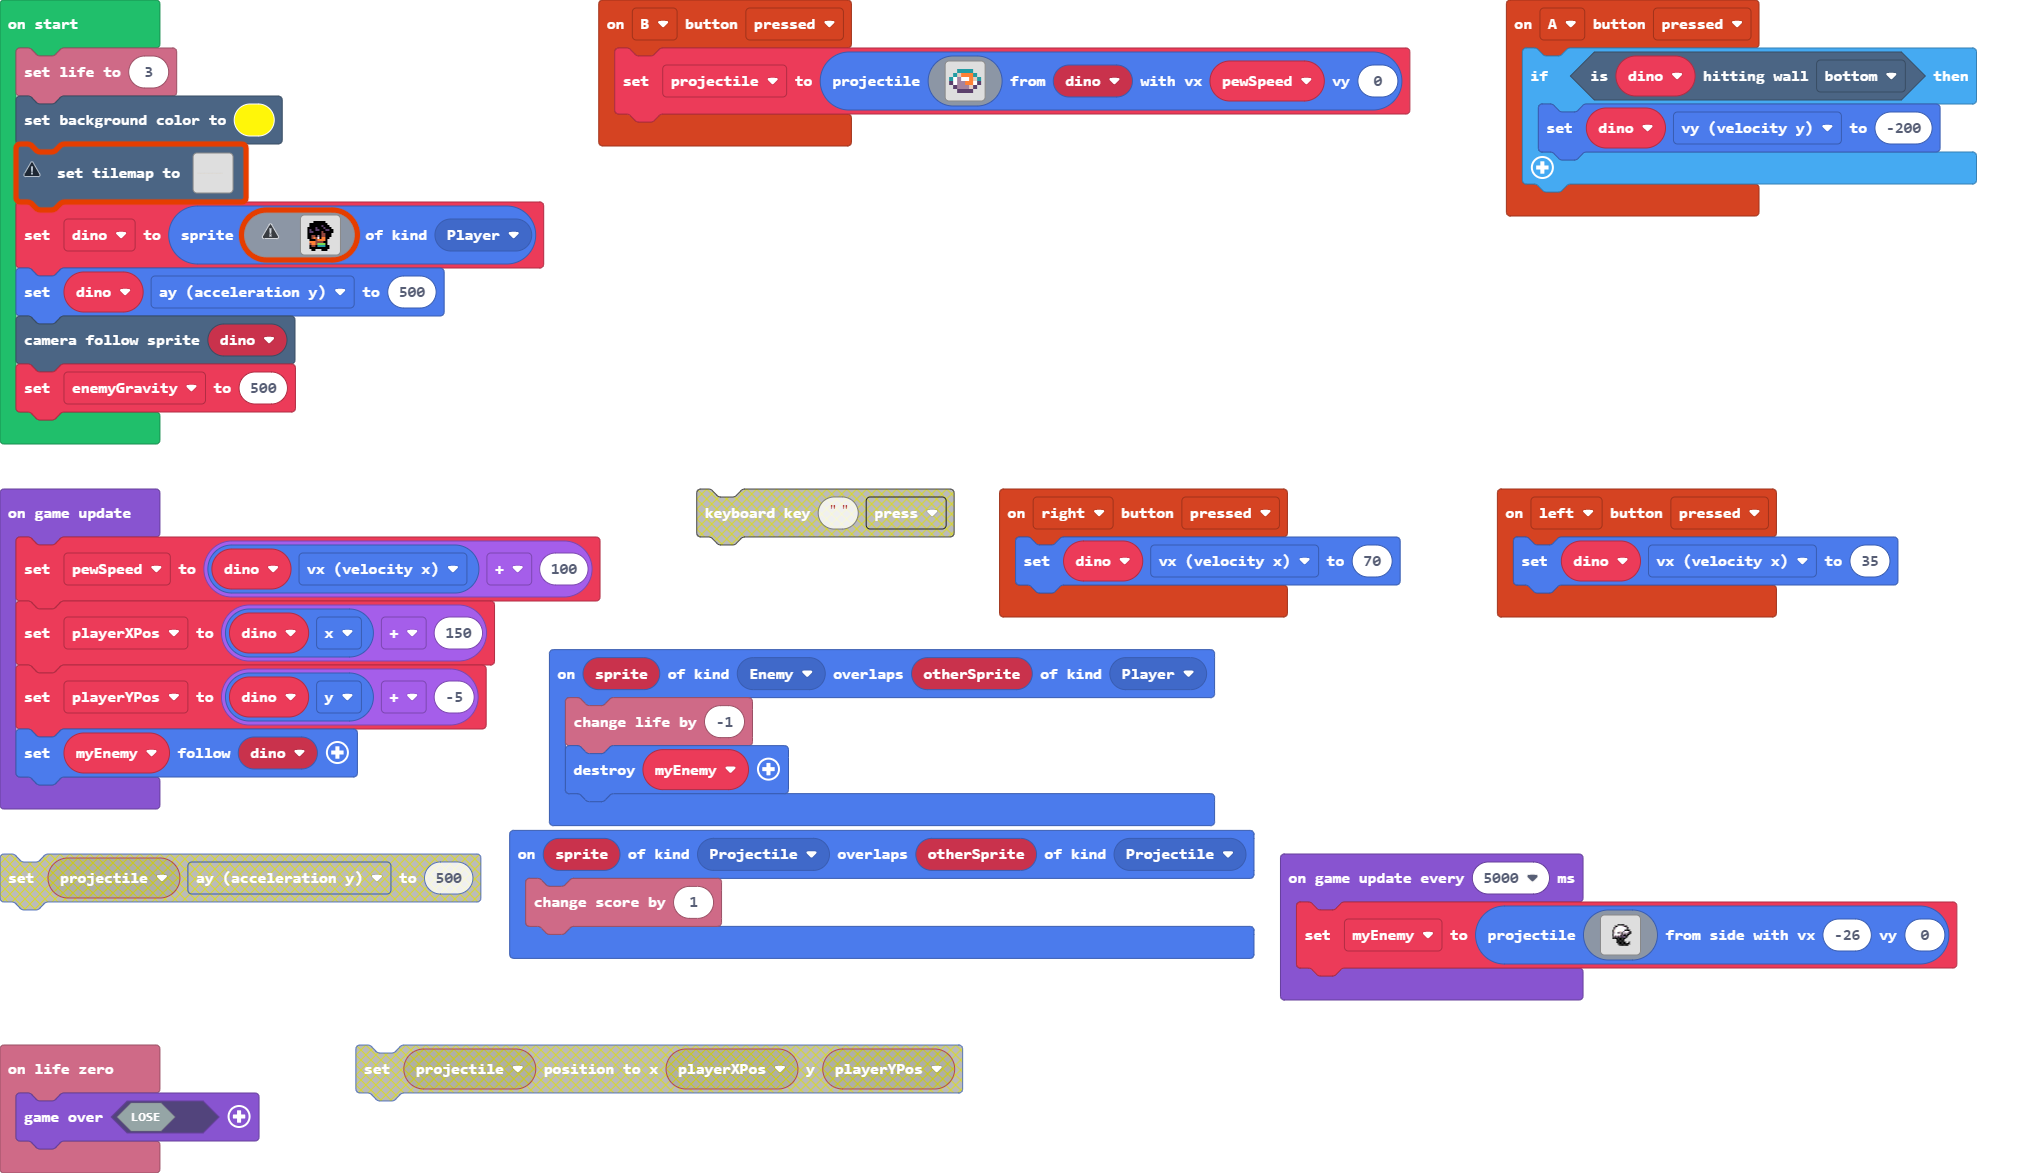 on start
set life to 3
set background color to
set tilemap to
set dino to sprite of kind Player
set dino ay (acceleration y) to 500
camera follow sprite dino
set enemyGravity to 500
on B button pressed
set projectile to projectile from dino with vx pewSpeed vy 0
on A button pressed
if is dino hitting wall bottom then
set dino vy (velocity y) to -200
on game update
set pewSpeed to dino vx (velocity x) + 100
set playerXPos to dino x + 150
set playerYPos to dino y + -5
set myEnemy follow dino
keyboard key " " press
on right button pressed
set dino vx (velocity x) to 70
on left button pressed
set dino vx (velocity x) to 35
on sprite of kind Enemy overlaps otherSprite of kind Player
change life by -1
destroy myEnemy
set projectile ay (acceleration y) to 500
on sprite of kind Projectile overlaps otherSprite of kind Projectile
change score by 1
on game update every 5000 ms
set myEnemy to projectile from side with vx -26 vy 0
on life zero
game over LOSE
set projectile position to x playerXPos y playerYPos